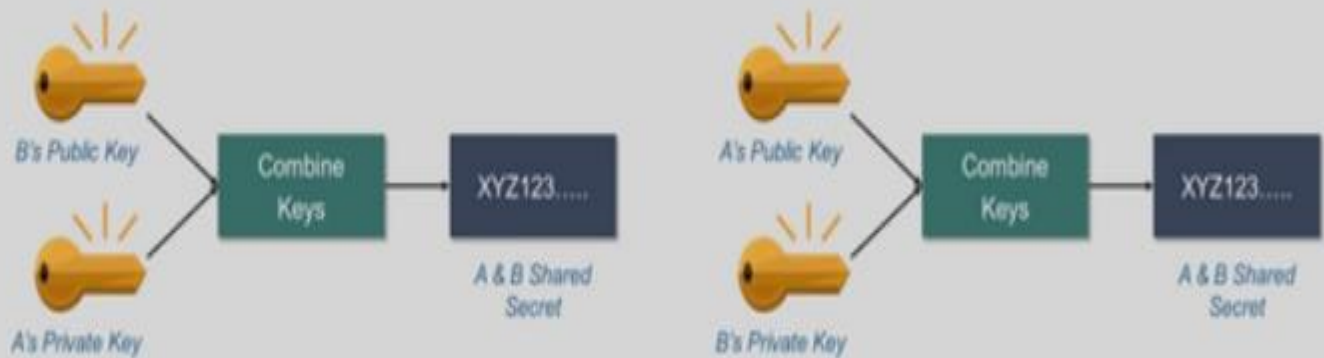 B's Public Key
Combine
Keys
XYZ123.....
A & B Shared
Secret
A's Private Key
A's Public Key
Combine
Keys
XYZ123.....
A & B Shared
Secret
B's Private Key